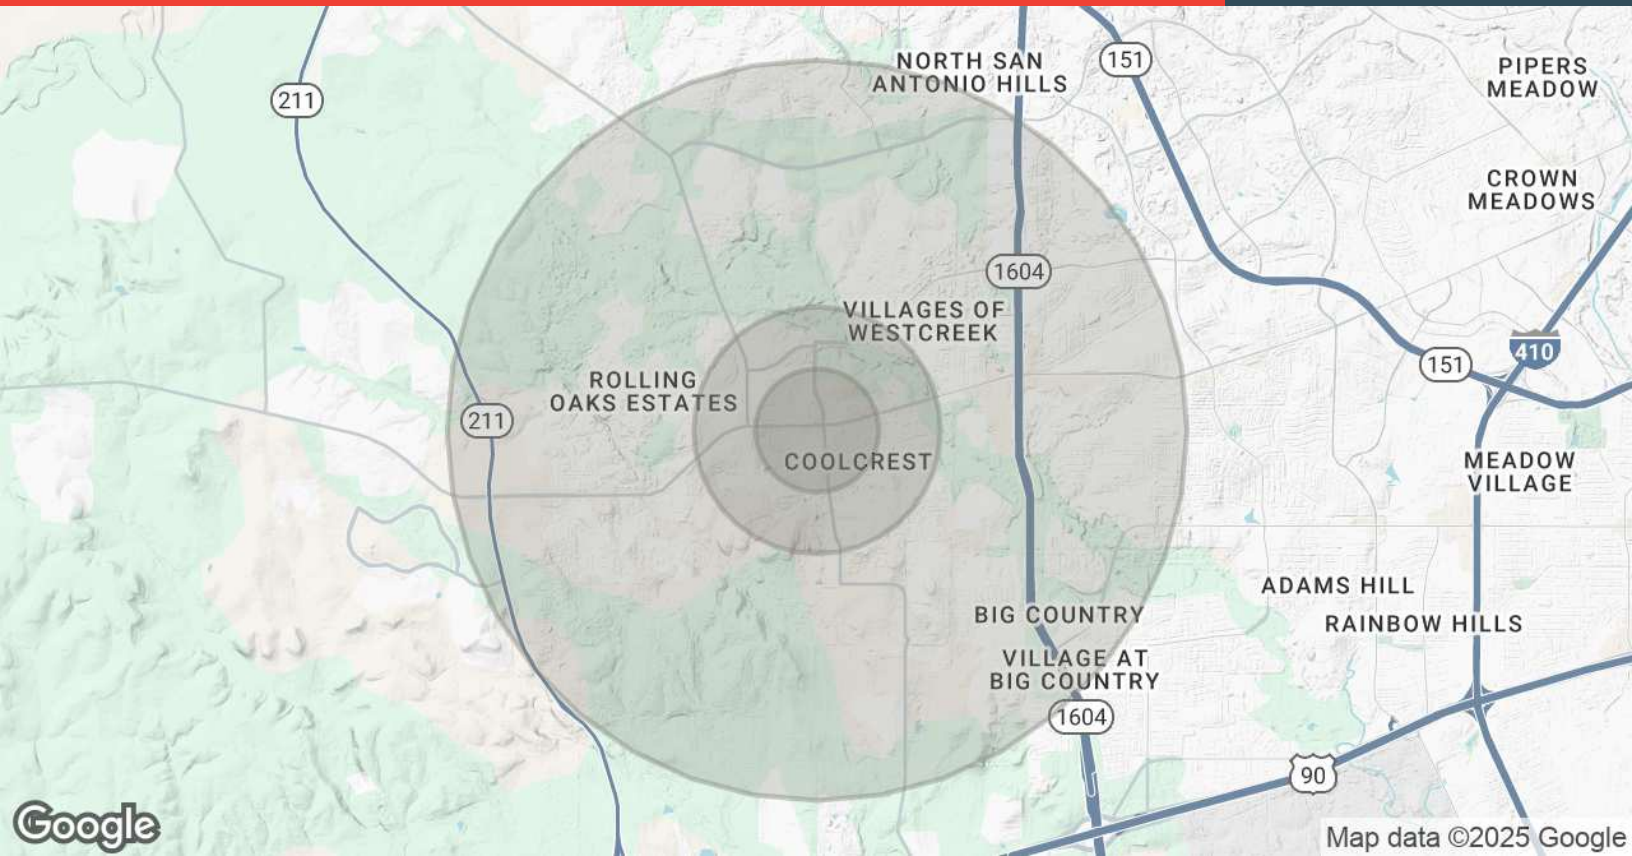 NORTH SAN
ANTONIO HILLS
151
PIPERS
MEADOW
211
CROWN
MEADOWS
1604
VILLAGES OF
WESTCREEK
410
151
ROLLING
OAKS ESTATES
211
COOLCREST
MEADOW
VILLAGE
ADAMS HILL
BIG COUNTRY
RAINBOW HILLS
VILLAGE AT
BIG COUNTRY
1604
90
Google
Map data ©2025 Google